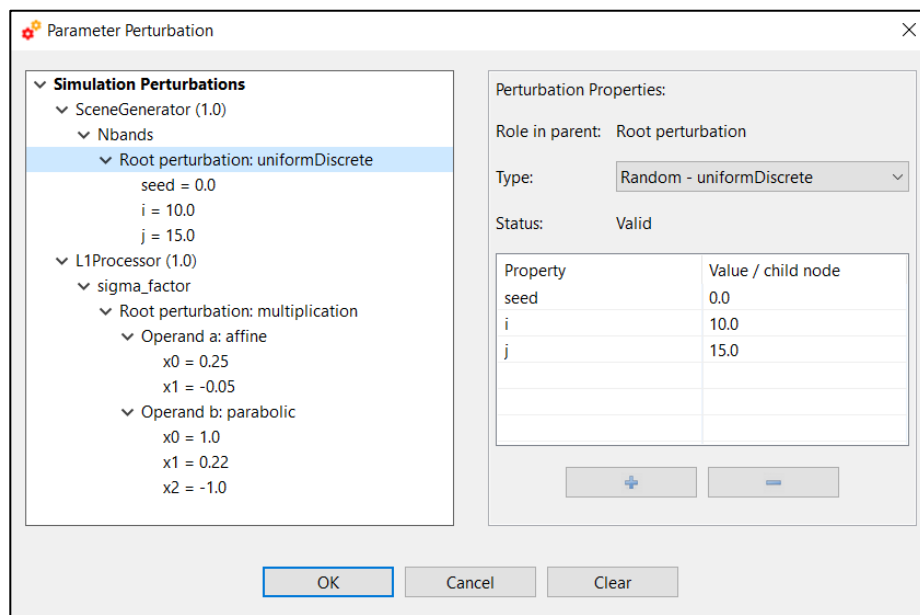 Parameter Perturbation
Simulation Perturbations
SceneGenerator (1.0)
Nbands
Root perturbation: uniformDiscrete
seed = 0.0
i = 10.0
j = 15.0
L1Processor (1.0)
sigma_factor
Root perturbation: multiplication
Operand a: affine
x0 = 0.25
x1 = -0.05
Operand b: parabolic
x0 = 1.0
x1 = 0.22
x2 = -1.0
Perturbation Properties:
Role in parent: Root perturbation
Type: Random - uniformDiscrete
Status: Valid
Property Value / child node
seed 0.0
i 10.0
j 15.0
OK Cancel Clear